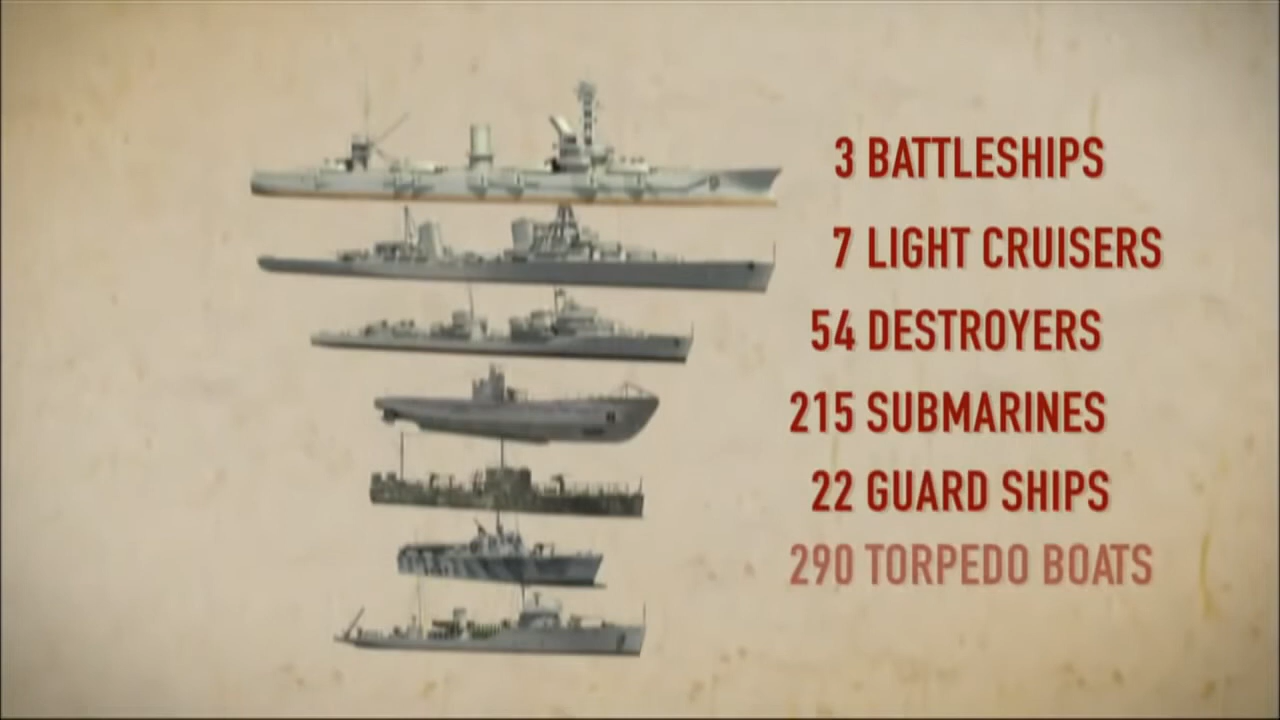 3 BATTLESHIPS
7 LIGHT CRUISERS
54 DESTROYERS
215 SUBMARINES
22 GUARD SHIPS
290 TORPEDO BOATS